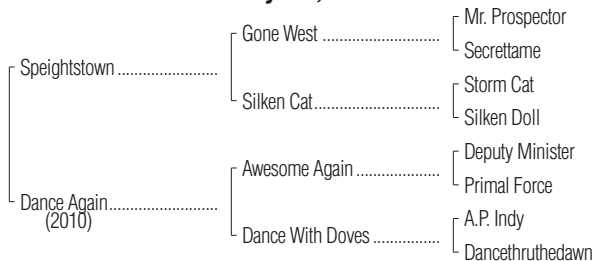 Mr. Prospector
Gone West
Secrettame
Speightstown
Storm Cat
Silken Cat
Silken Doll
Deputy Minister
Awesome Again
Primal Force
Dance Again
(2010)
A.P. Indy
Dance With Doves
Dancethruthedawn